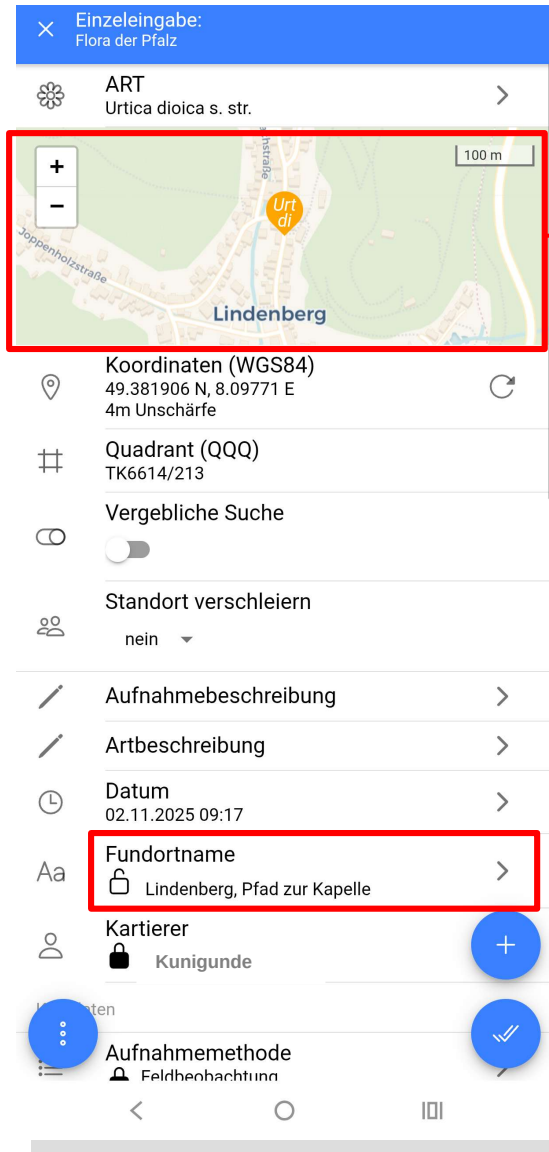 Einzeleingabe:
Flora der Pfalz
ART
Urtica dioica s. str.
+
100 m
−
Urt
di
Joppenholzstraße
Lindenberg
Koordinaten (WGS84)
49.381906 N, 8.09771 E
4m Unschärfe
Quadrant (QQQ)
TK6614/213
Vergebliche Suche
Standort verschleiern
nein
Aufnahmebeschreibung
Artbeschreibung
Datum
02.11.2025 09:17
Aa
Fundortname
Lindenberg, Pfad zur Kapelle
Kartierer
Kunigunde
Aufnahmemethode
Feldbeobachtung